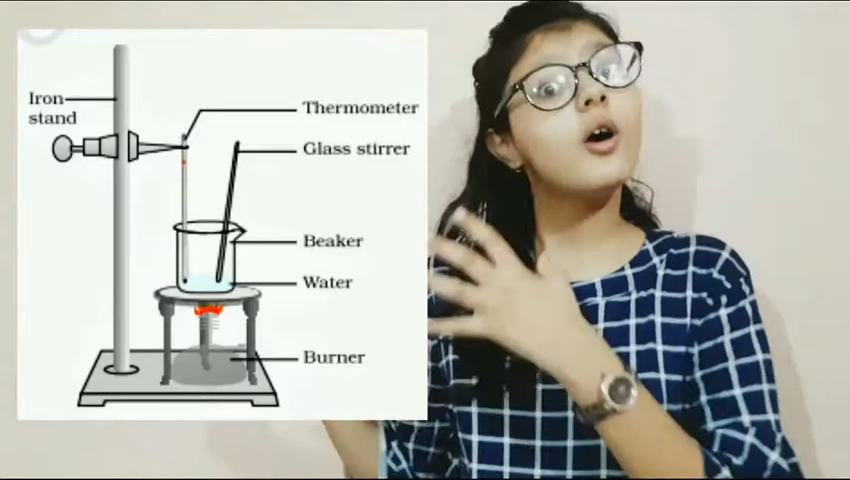 Iron
stand
Thermometer
Glass stirrer
Beaker
Water
Burner